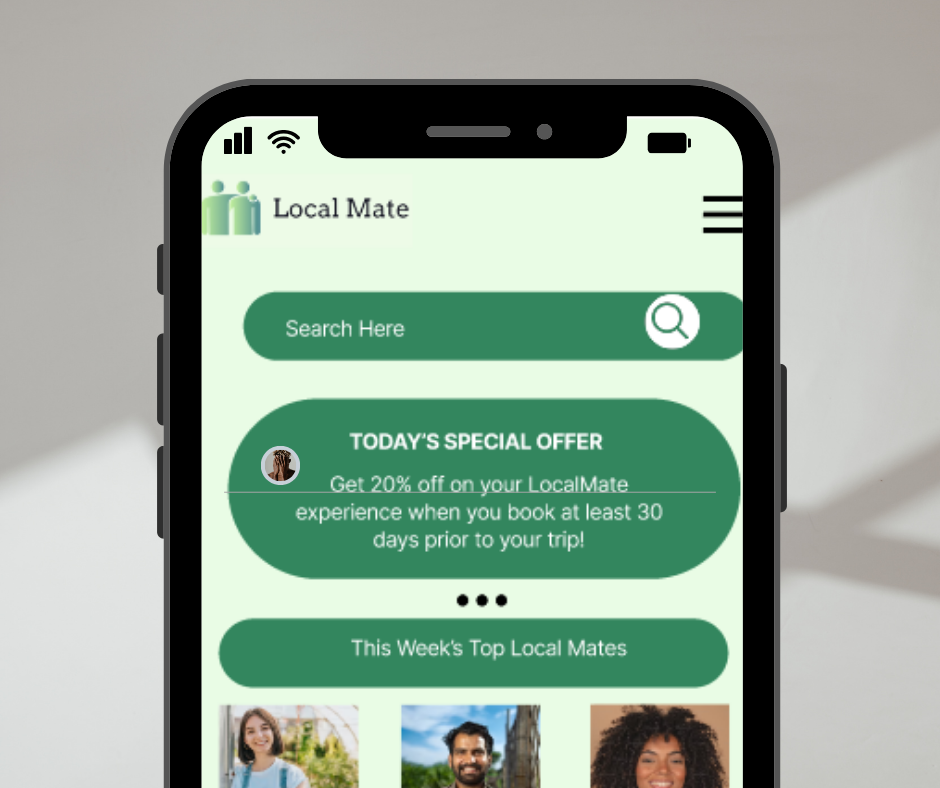 Local Mate
Search Here
TODAY'S SPECIAL OFFER
Get 20% off on your LocalMate
experience when you book at least 30
days prior to your trip!
This Week's Top Local Mates